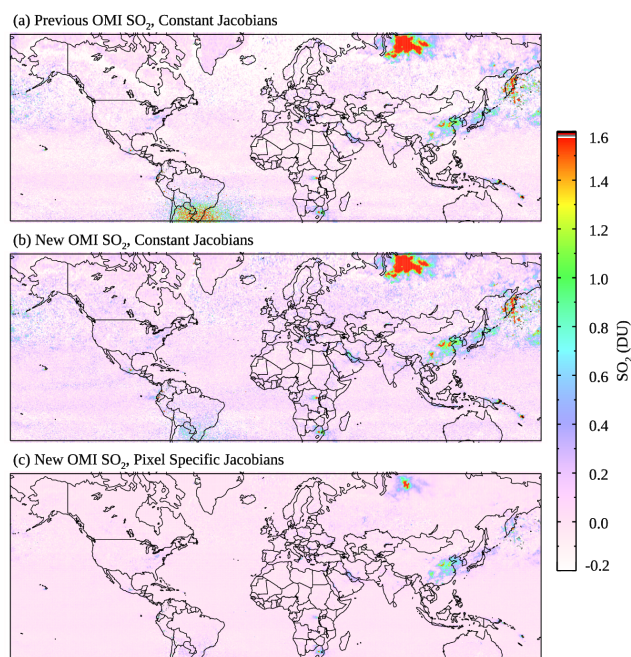 (a) Previous OMI SO₂, Constant Jacobians
(b) New OMI SO₂, Constant Jacobians
(c) New OMI SO₂, Pixel Specific Jacobians
1.6
1.4
1.2
1.0
0.8
0.6
0.4
0.2
0.0
-0.2
SO₂ (DU)